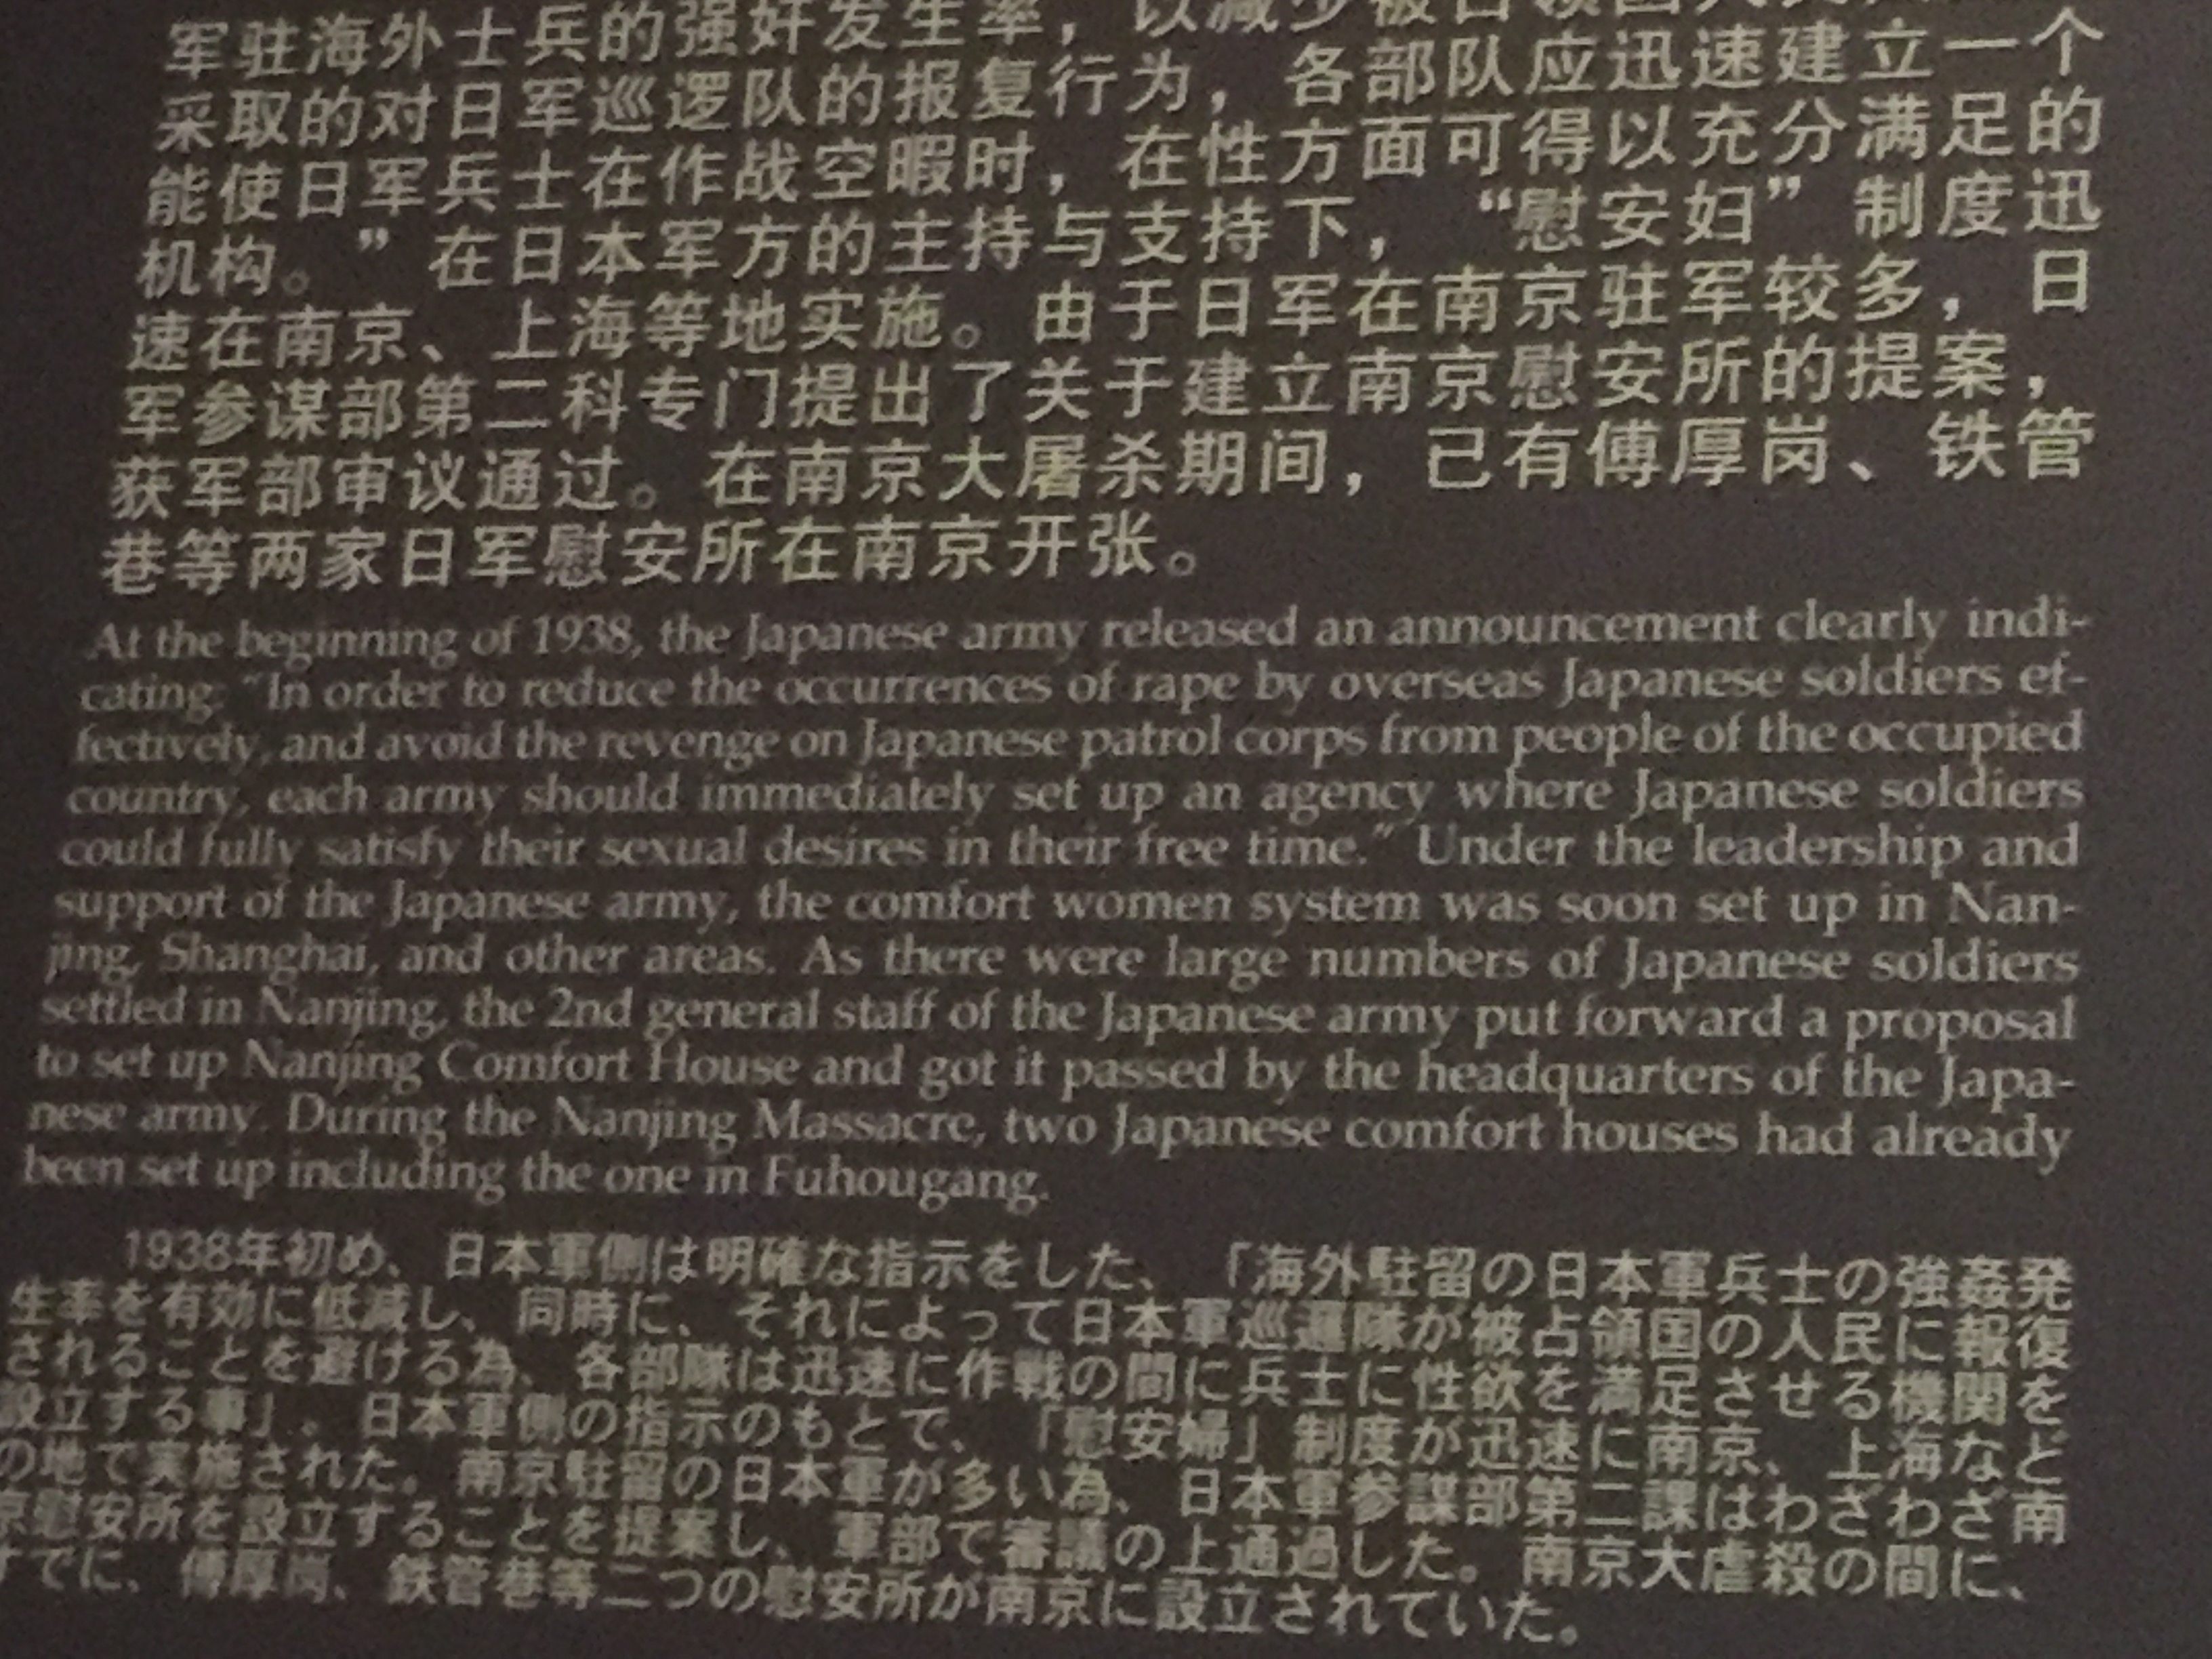 军驻海外士兵的强奸发生率，以减少被占领国人
采取的对日军巡逻队的报复行为，各部队应迅速建立一个
能使日军兵士在作战空暇时，在性方面可得以充分满足的
机构。”在日本军方的主持与支持下，“慰安妇”制度迅
速在南京、上海等地实施。由于日军在南京驻军较多，日
军参谋部第二科专门提出了关于建立南京慰安所的提案，
获军部审议通过。在南京大屠杀期间，已有傅厚岗、铁管
巷等两家日军慰安所在南京开张。
At the beginning of 1938, the Japanese army released an announcement clearly indi-
cating: "In order to reduce the occurrences of rape by overseas Japanese soldiers ef-
fectively, and avoid the revenge on Japanese patrol corps from people of the occupied
country, each army should immediately set up an agency where Japanese soldiers
could fully satisfy their sexual desires in their free time." Under the leadership and
support of the Japanese army, the comfort women system was soon set up in Nan-
jing, Shanghai, and other areas. As there were large numbers of Japanese soldiers
settled in Nanjing, the 2nd general staff of the Japanese army put forward a proposal
to set up Nanjing Comfort House and got it passed by the headquarters of the Japa-
nese army. During the Nanjing Massacre, two Japanese comfort houses had already
been set up including the one in Fuhougang.
1938年初め、日本軍側は明確な指示をした、「海外駐留の日本軍兵士の強姦発
生率を有効に低減し、同時に、それによって日本軍巡邏隊が被占領国の人民に報復
されることを避ける為、各部隊は迅速に作戦の間に兵士に性欲を満足させる機関を
設立する事」。日本軍側の指示のもとで、「慰安婦」制度が迅速に南京、上海など
の地で実施された。南京駐留の日本軍が多い為、日本軍参謀部第二課はわざわざ南
京慰安所を設立することを提案し、軍部で審議の上通過した。南京大虐殺の間に、
すでに、傅厚崗、鉄管巷等二つの慰安所が南京に設立されていた。